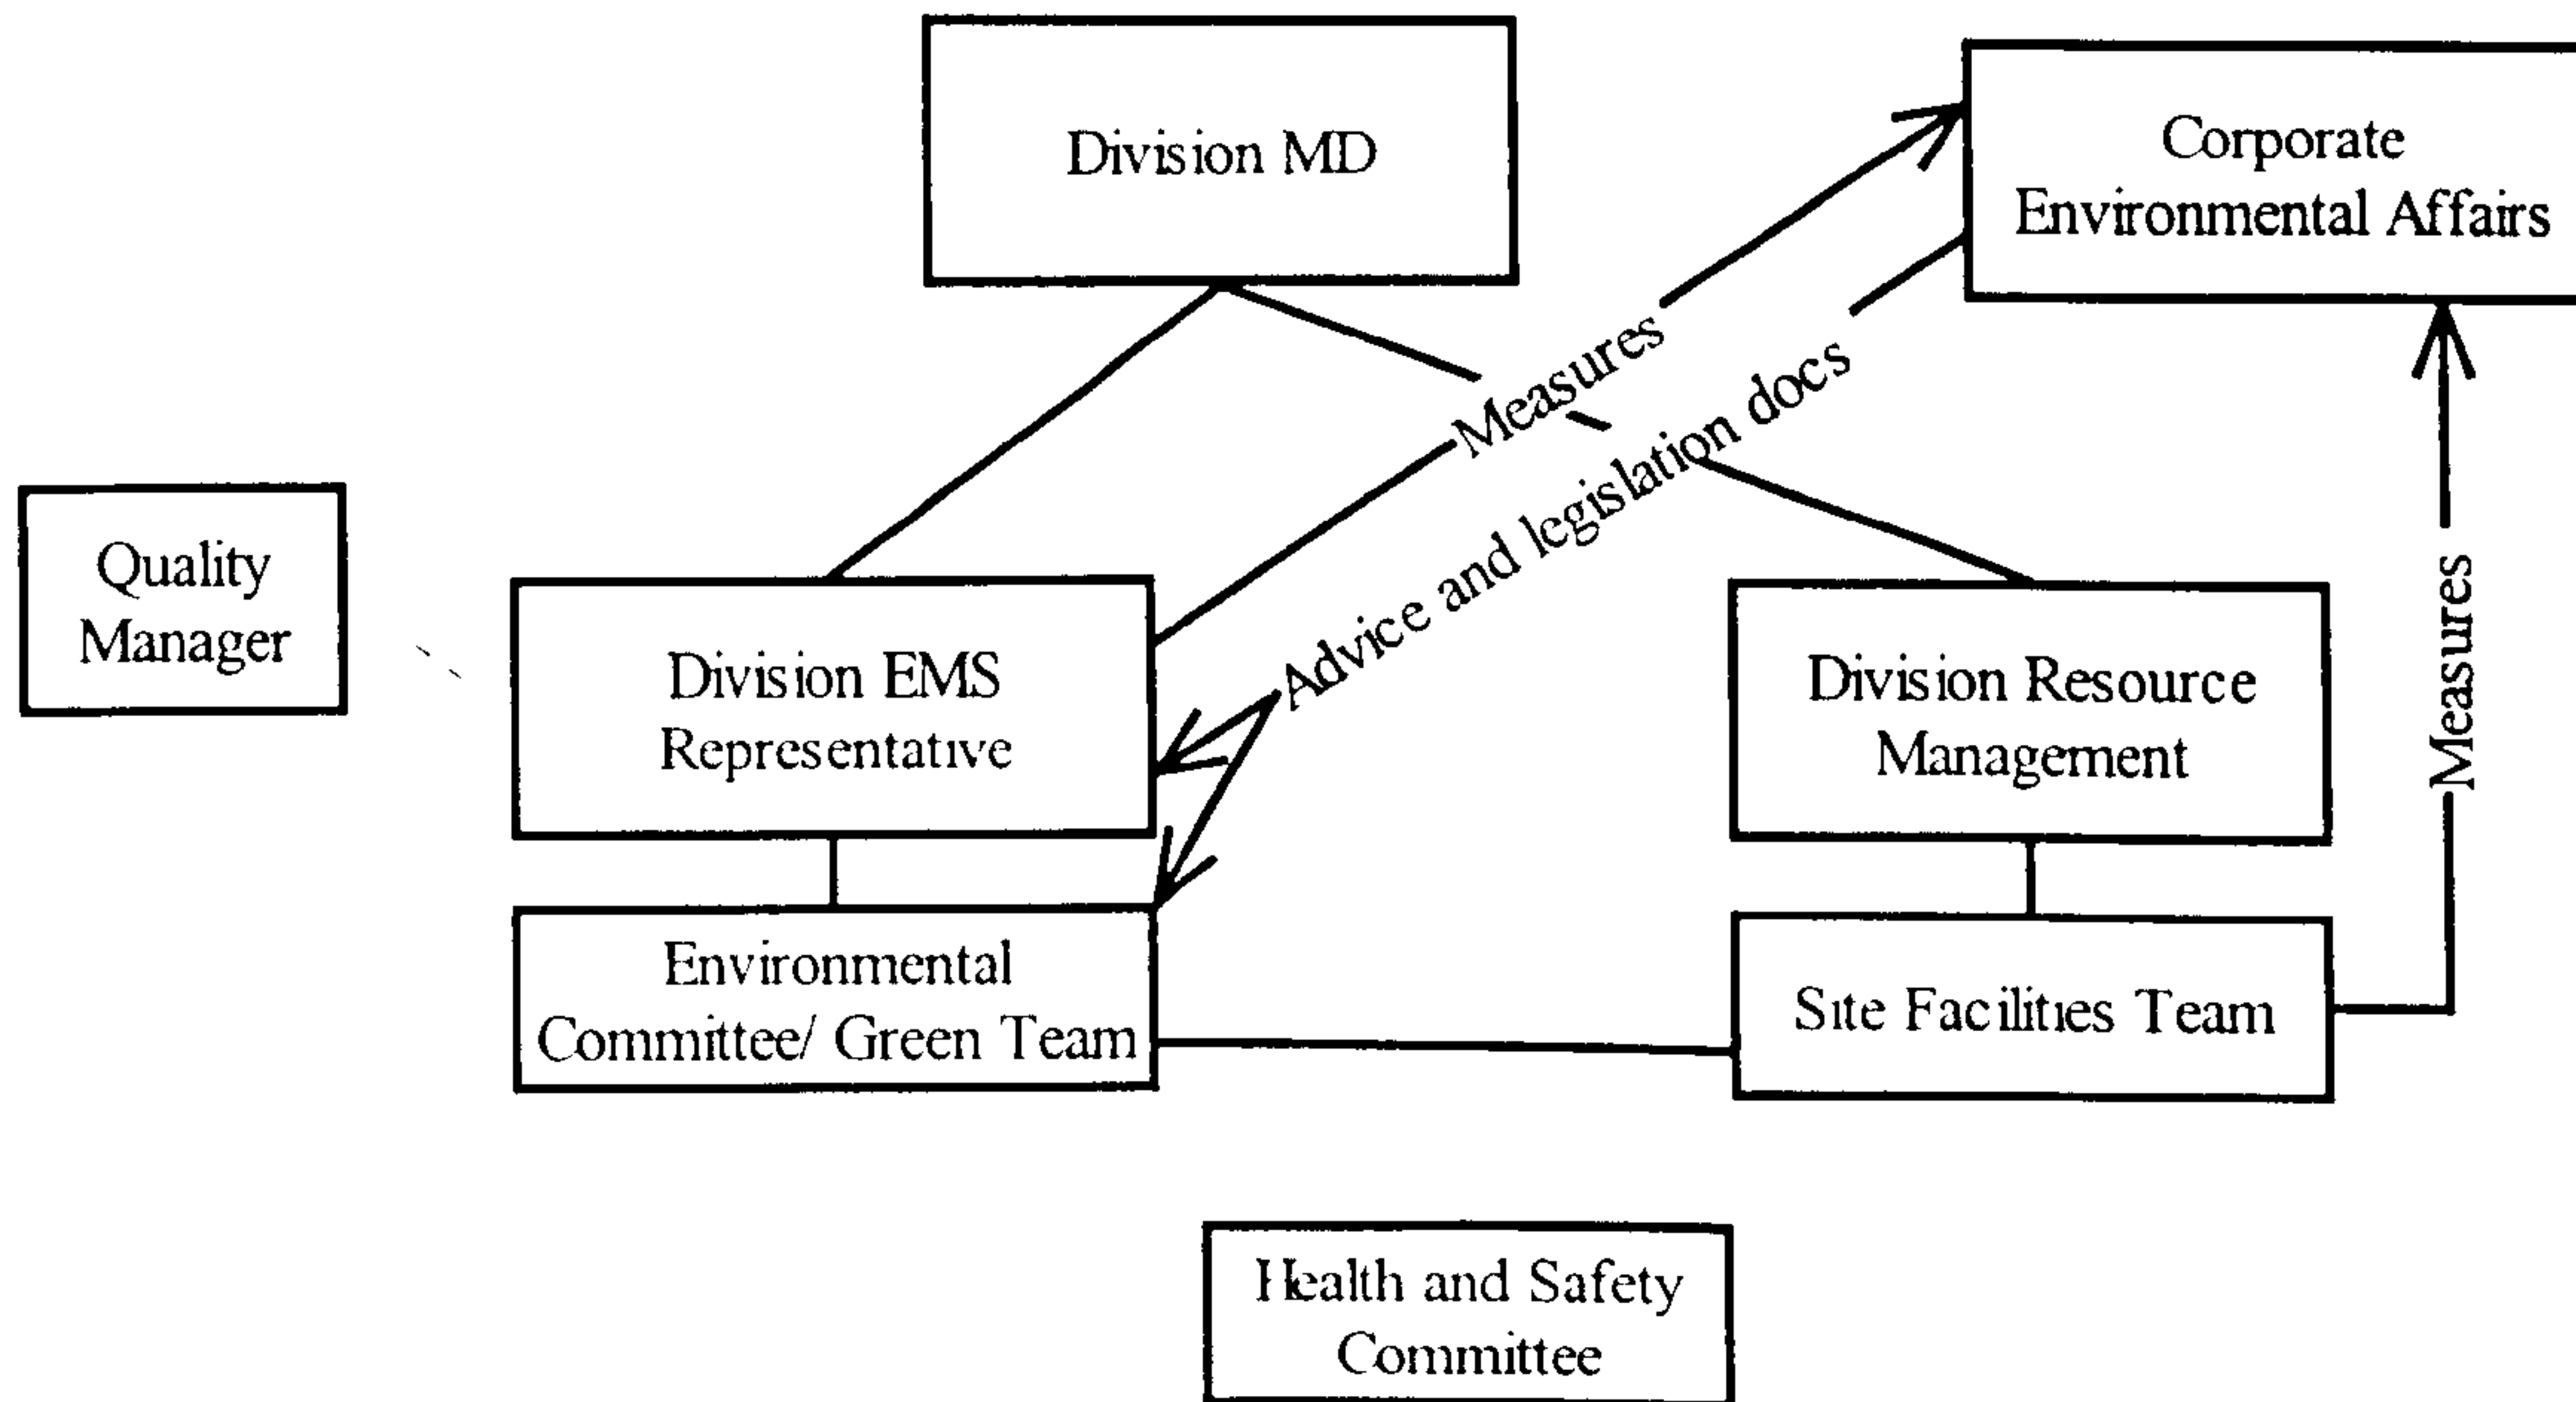 Division MD
Corporate
Environmental Affairs
Measures
Advice and legislation docs
Quality
Manager
Division EMS
Representative
Division Resource
Management
Measures
Environmental
Committee/ Green Team
Site Facilities Team
Health and Safety
Committee